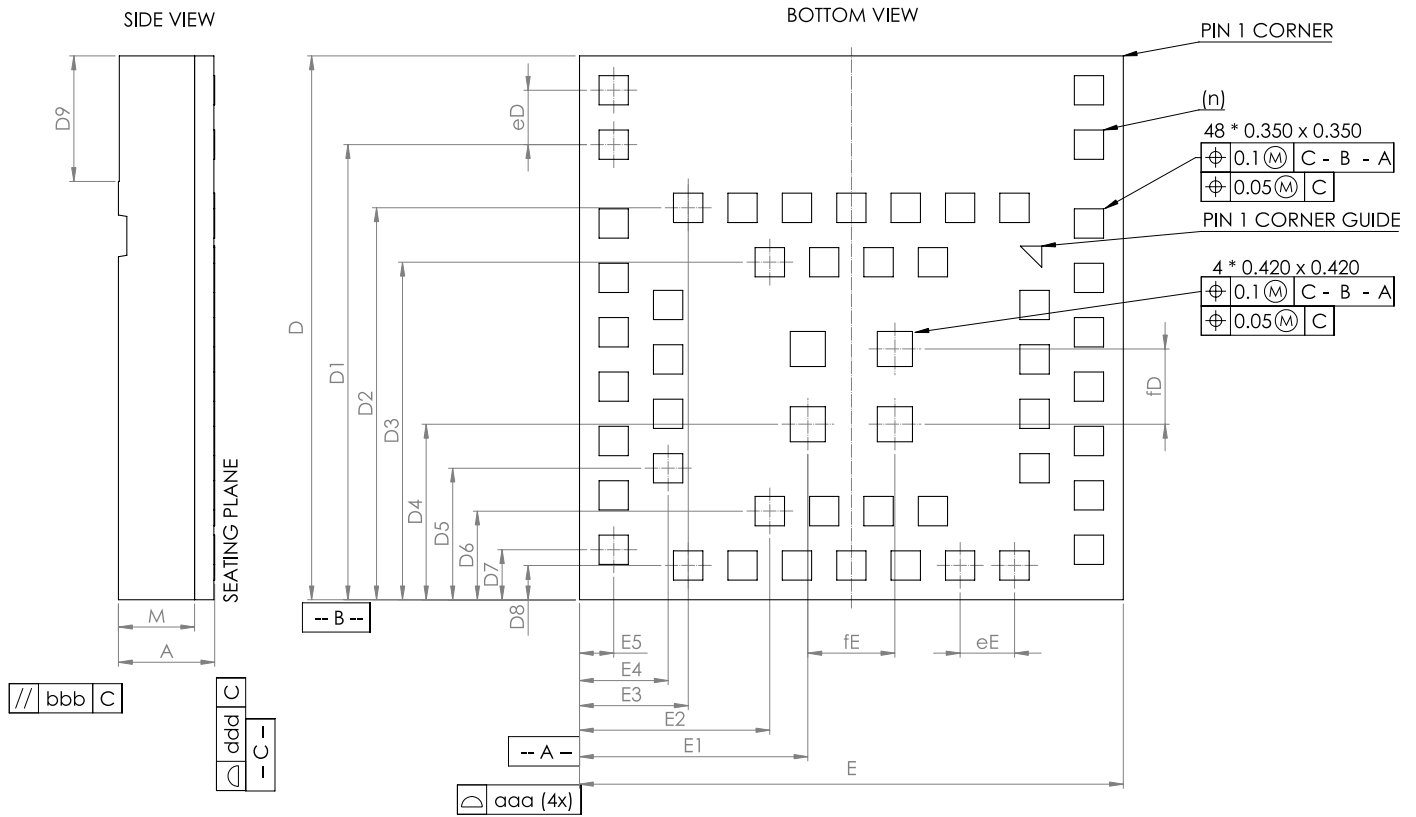 SIDE VIEW
BOTTOM VIEW
PIN 1 CORNER
(n)
48 * 0.350 x 0.350
⌖ 0.1 Ⓜ C - B - A
⌖ 0.05 Ⓜ C
PIN 1 CORNER GUIDE
4 * 0.420 x 0.420
⌖ 0.1 Ⓜ C - B - A
⌖ 0.05 Ⓜ C
D9
eD
D
D1
D2
D3
D4
D5
D6
D7
D8
fD
SEATING PLANE
M
A
-- B --
E5
fE
eE
E4
E3
E2
E1
E
-- A –
⌓ aaa (4x)
// bbb C
⌓ ddd C
– C –